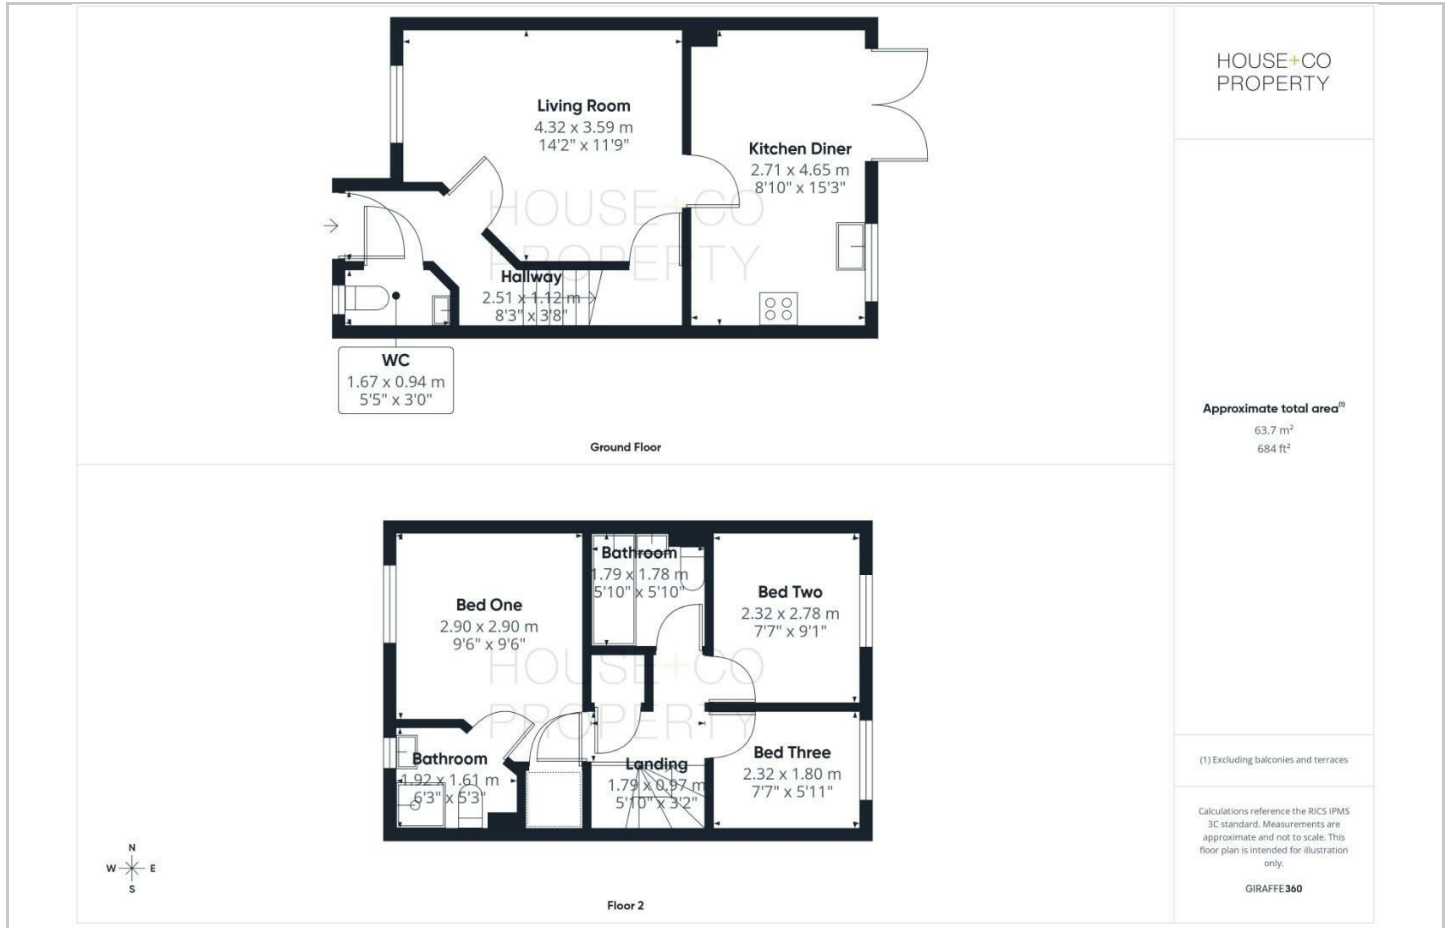 HOUSE+CO
PROPERTY
Living Room
4.32 x 3.59 m
14'2" x 11'9"
Kitchen Diner
2.71 x 4.65 m
8'10" x 15'3"
HOUSE+CO
PROPERTY
Hallway
2.51 x 1.12 m
8'3" x 3'8"
WC
1.67 x 0.94 m
5'5" x 3'0"
Ground Floor
Approximate total area(1)
63.7 m²
684 ft²
Bathroom
1.79 x 1.78 m
5'10" x 5'10"
Bed One
2.90 x 2.90 m
9'6" x 9'6"
Bed Two
2.32 x 2.78 m
7'7" x 9'1"
HOUSE+CO
PROPERTY
Bathroom
1.92 x 1.61 m
6'3" x 5'3"
Landing
1.79 x 0.97 m
5'10" x 3'2"
Bed Three
2.32 x 1.80 m
7'7" x 5'11"
N
W E
S
Floor 2
(1) Excluding balconies and terraces
Calculations reference the RICS IPMS
3C standard. Measurements are
approximate and not to scale. This
floor plan is intended for illustration
only.
GIRAFFE360